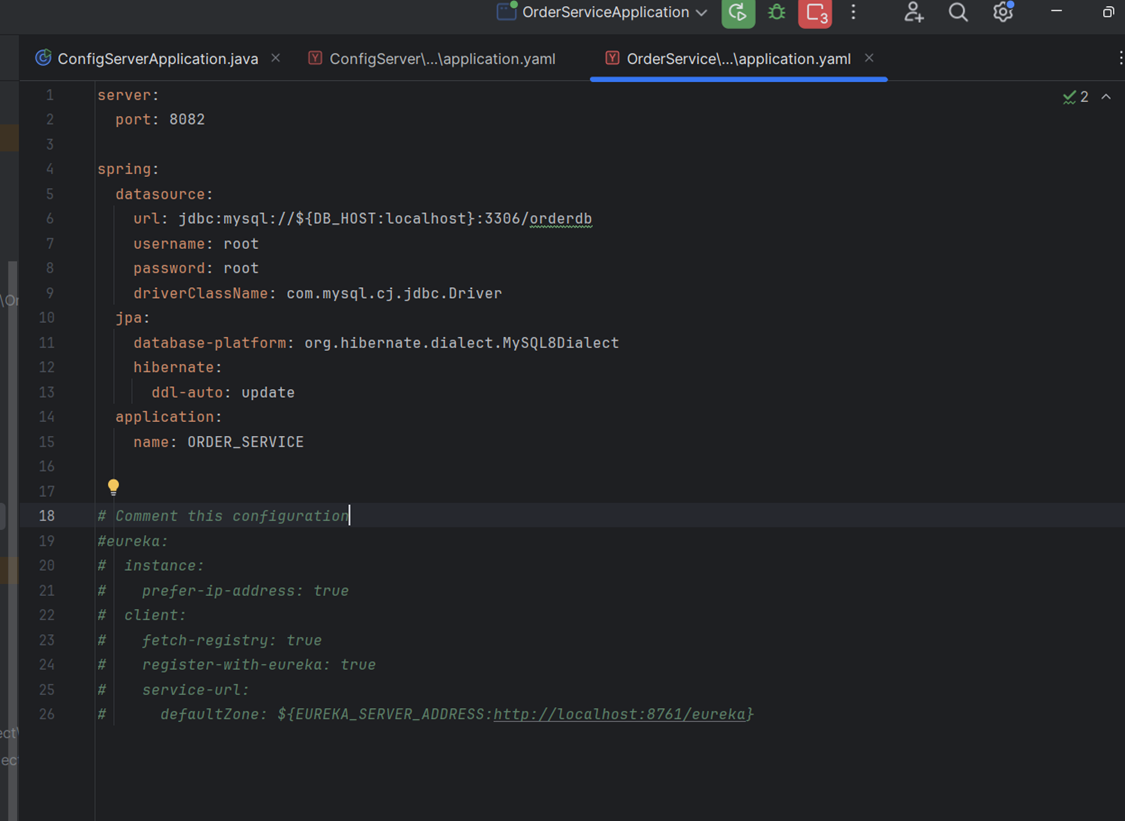 OrderServiceApplication
3
ConfigServerApplication.java
ConfigServer\...\application.yaml
OrderService\...\application.yaml
2
1 server:
2 port: 8082
3
4 spring:
5 datasource:
6 url: jdbc:mysql://${DB_HOST:localhost}:3306/orderdb
7 username: root
8 password: root
9 driverClassName: com.mysql.cj.jdbc.Driver
10 jpa:
11 database-platform: org.hibernate.dialect.MySQL8Dialect
12 hibernate:
13 ddl-auto: update
14 application:
15 name: ORDER_SERVICE
16
17
18 # Comment this configuration
19 #eureka:
20 # instance:
21 # prefer-ip-address: true
22 # client:
23 # fetch-registry: true
24 # register-with-eureka: true
25 # service-url:
26 # defaultZone: ${EUREKA_SERVER_ADDRESS:http://localhost:8761/eureka}